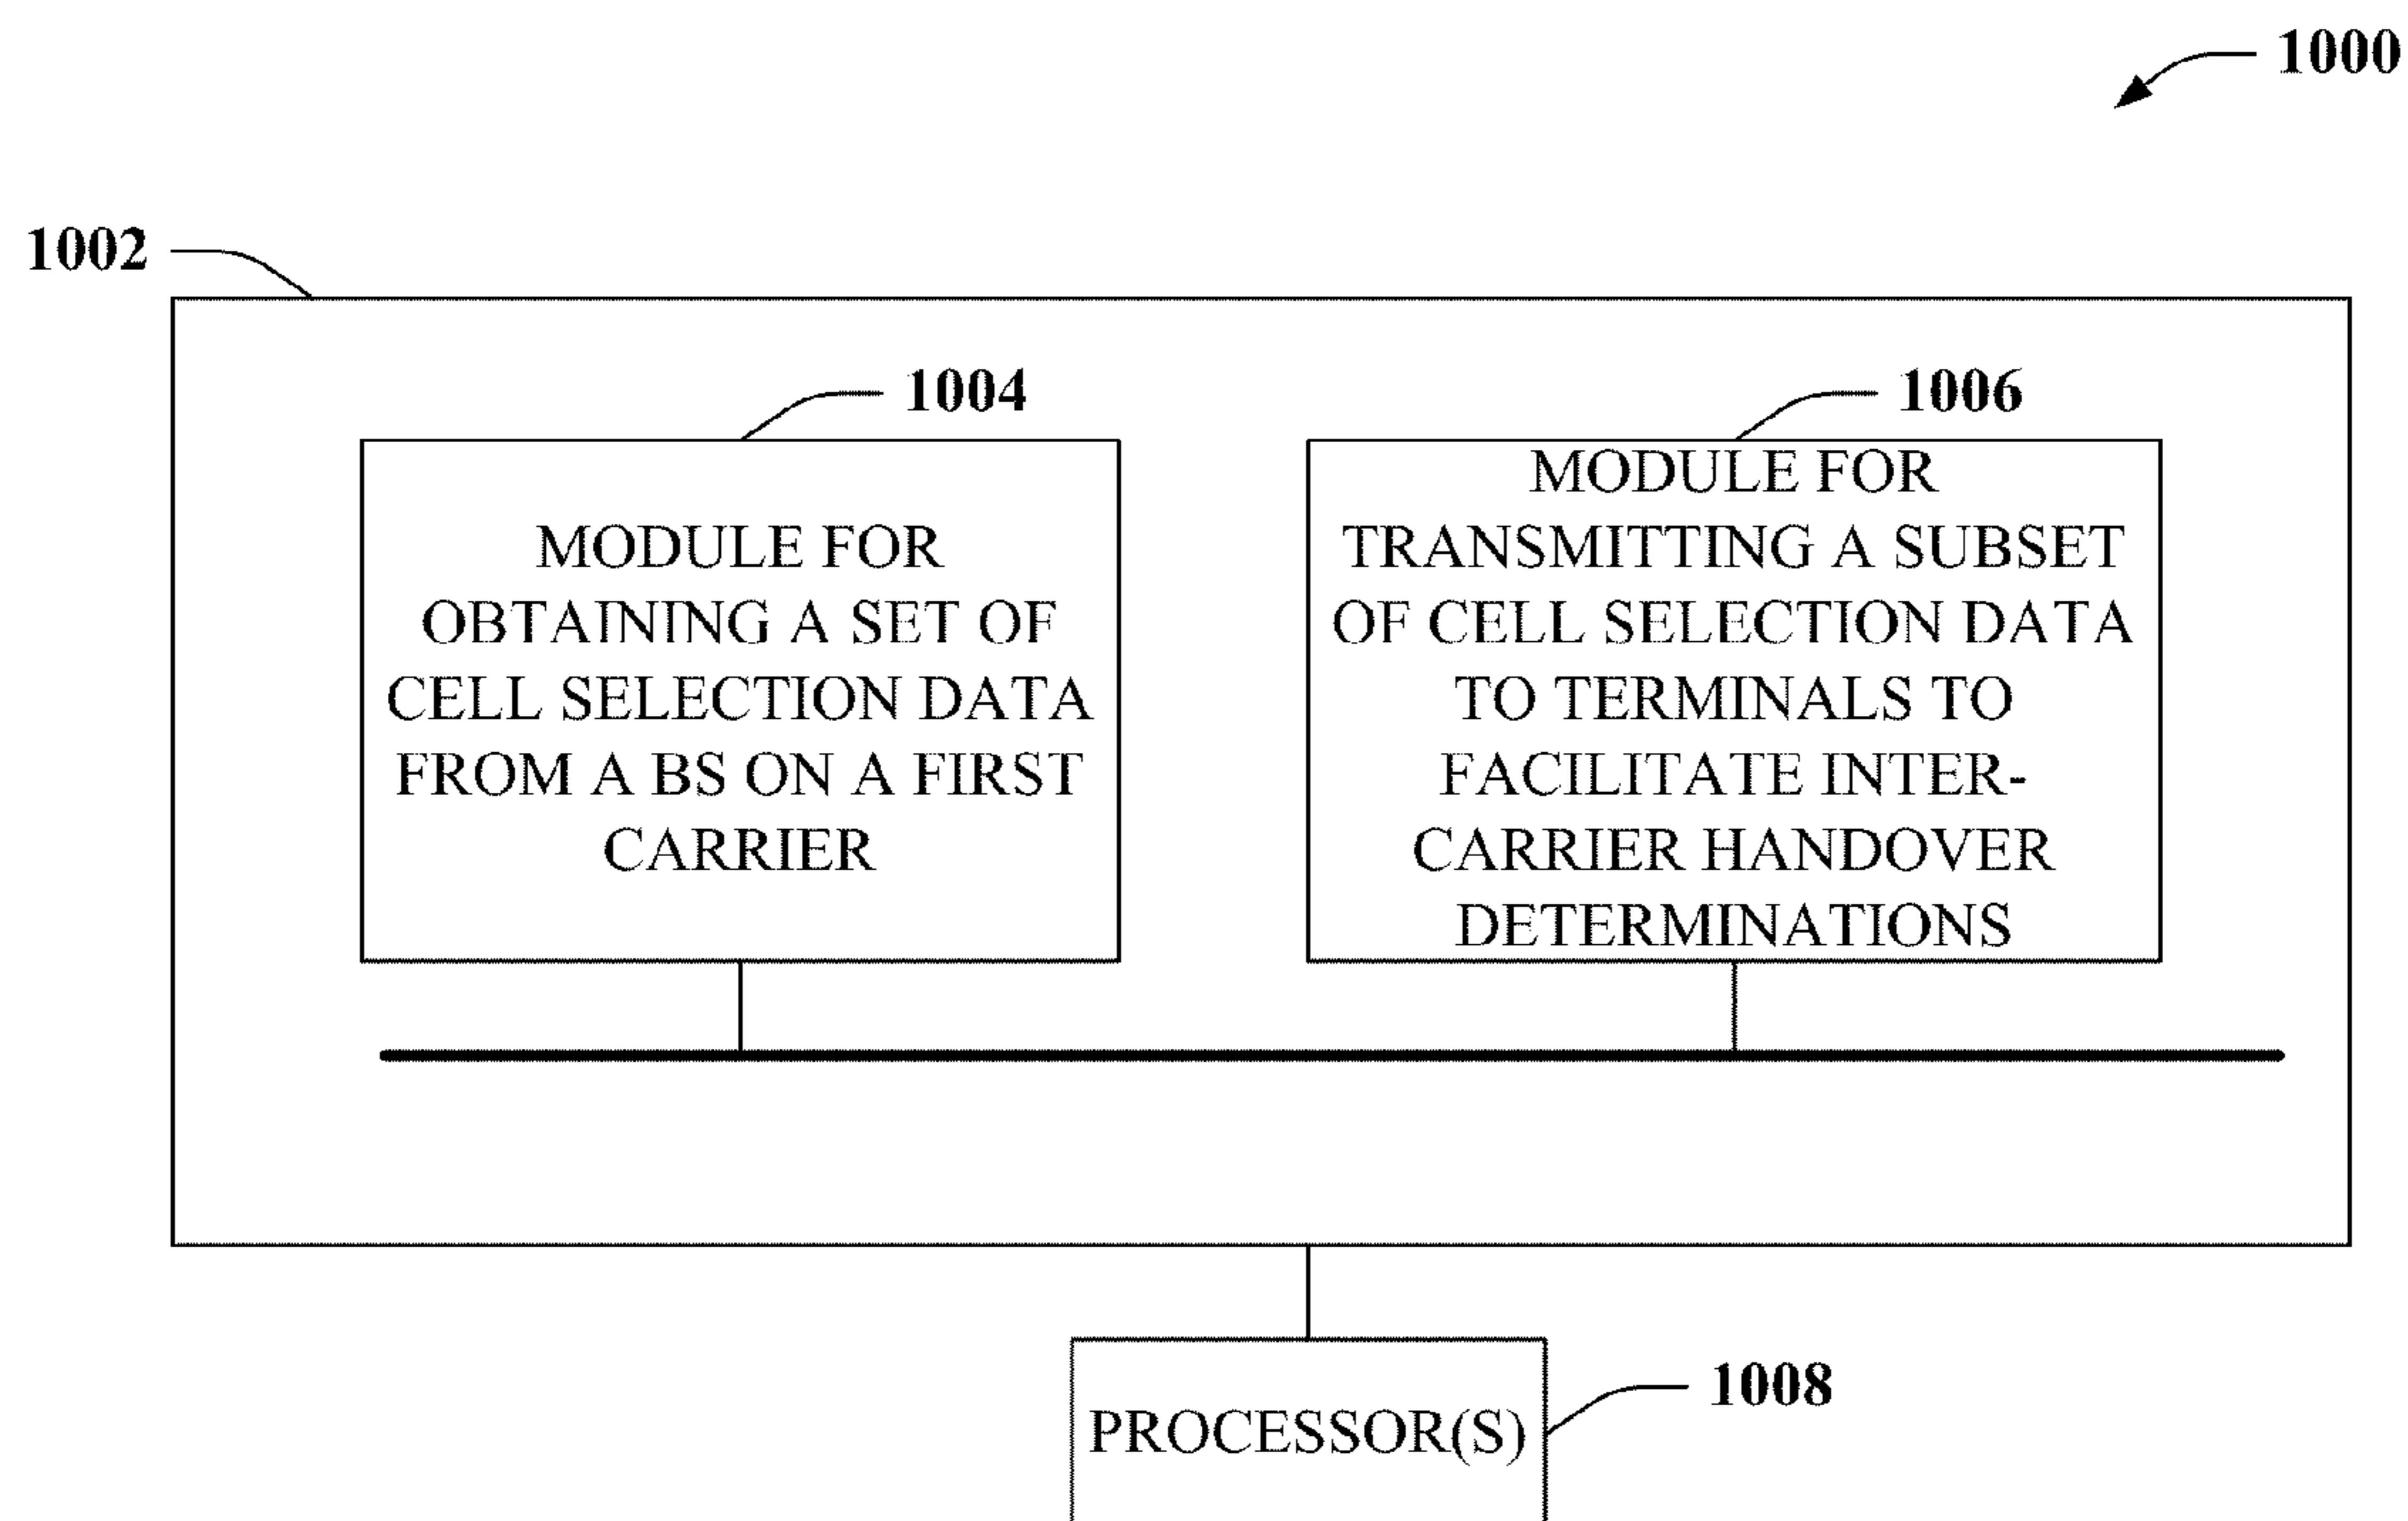 1000
1002
1004
1006
MODULE FOR
OBTAINING A SET OF
CELL SELECTION DATA
FROM A BS ON A FIRST
CARRIER
MODULE FOR
TRANSMITTING A SUBSET
OF CELL SELECTION DATA
TO TERMINALS TO
FACILITATE INTER-
CARRIER HANDOVER
DETERMINATIONS
1008
PROCESSOR(S)